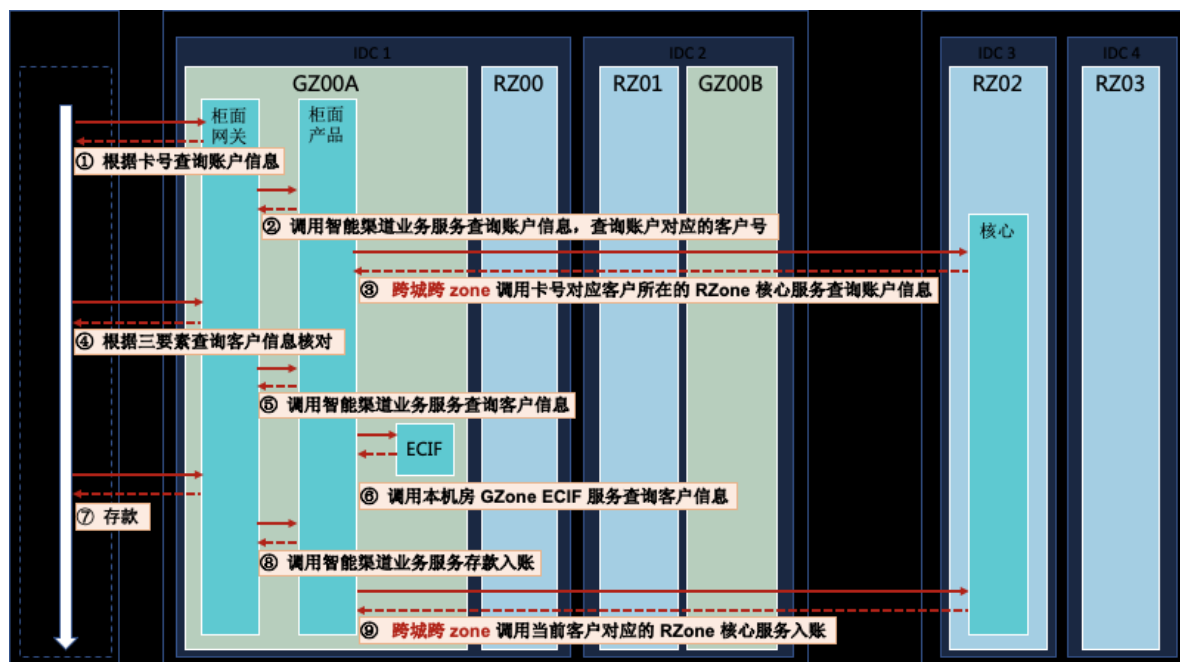 IDC 1
IDC 2
IDC 3
IDC 4
GZ00A
RZ00
RZ01
GZ00B
RZ02
RZ03
柜面
网关
柜面
产品
① 根据卡号查询账户信息
② 调用智能渠道业务服务查询账户信息，查询账户对应的客户号
核心
③ 跨城跨 zone 调用卡号对应客户所在的 RZone 核心服务查询账户信息
④ 根据三要素查询客户信息核对
⑤ 调用智能渠道业务服务查询客户信息
ECIF
⑥ 调用本机房 GZone ECIF 服务查询客户信息
⑦ 存款
⑧ 调用智能渠道业务服务存款入账
⑨ 跨城跨 zone 调用当前客户对应的 RZone 核心服务入账